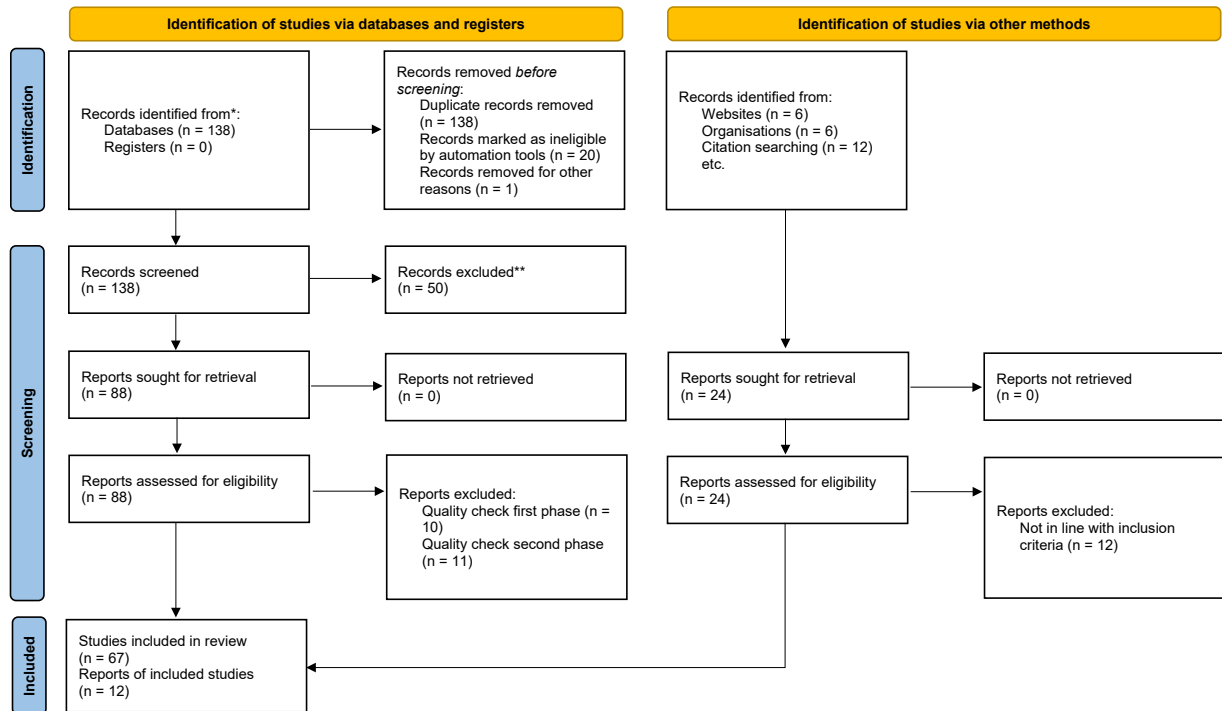 Identification of studies via databases and registers
Identification of studies via other methods
Identification
Records identified from*:
Databases (n = 138)
Registers (n = 0)
Records removed before
screening:
Duplicate records removed
(n = 138)
Records marked as ineligible
by automation tools (n = 20)
Records removed for other
reasons (n = 1)
Records identified from:
Websites (n = 6)
Organisations (n = 6)
Citation searching (n = 12)
etc.
Screening
Records screened
(n = 138)
Records excluded**
(n = 50)
Reports sought for retrieval
(n = 88)
Reports not retrieved
(n = 0)
Reports sought for retrieval
(n = 24)
Reports not retrieved
(n = 0)
Reports assessed for eligibility
(n = 88)
Reports excluded:
Quality check first phase (n =
10)
Quality check second phase
(n = 11)
Reports assessed for eligibility
(n = 24)
Reports excluded:
Not in line with inclusion
criteria (n = 12)
Included
Studies included in review
(n = 67)
Reports of included studies
(n = 12)